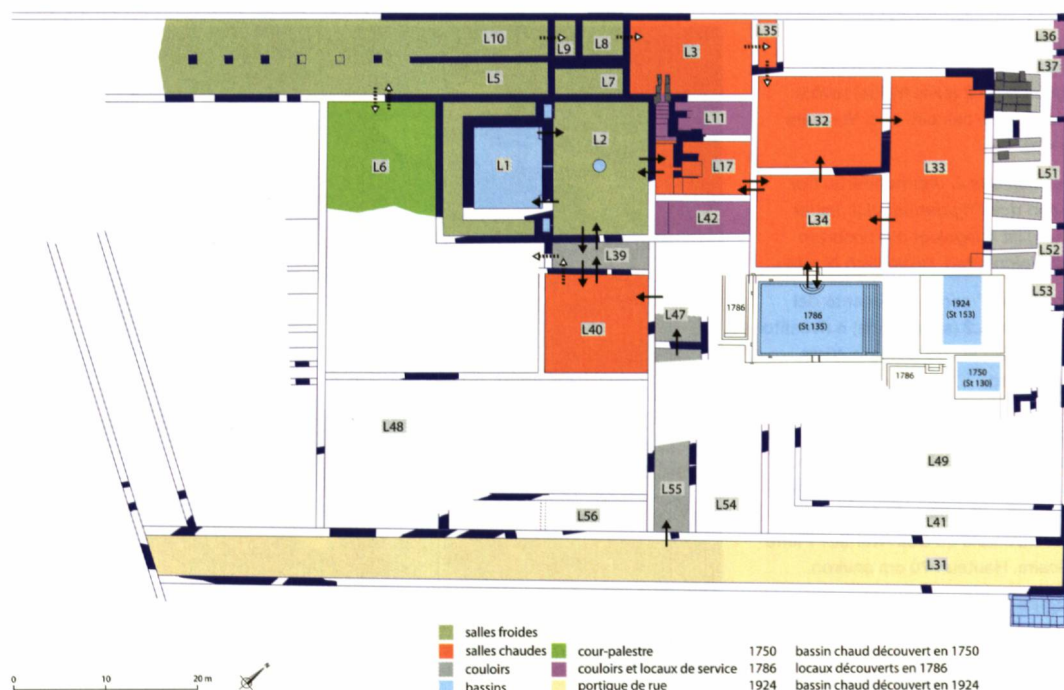 L10
L9
L8
L3
L35
L36
L37
L5
L7
L11
L32
L6
L1
L2
L33
L17
L51
L42
L34
L39
L52
L53
1786
1786
(St 135)
1924
(St 153)
L40
L47
1786
1750
(St 130)
L48
L49
L55
L54
L56
L41
L31
salles froides
salles chaudes
cour-palestre
1750 bassin chaud découvert en 1750
couloirs
couloirs et locaux de service
1786 locaux découverts en 1786
bassins
portique de rue
1924 bassin chaud découvert en 1924
0 10 20 m